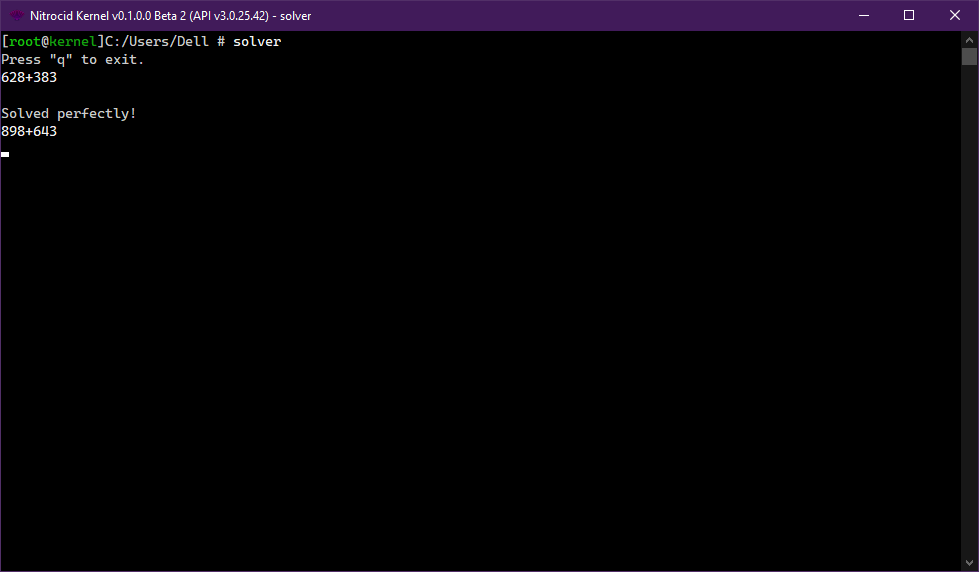 Nitrocid Kernel v0.1.0.0 Beta 2 (API v3.0.25.42) - solver
[root@kernel]C:/Users/Dell # solver
Press "q" to exit.
628+383
Solved perfectly!
898+643